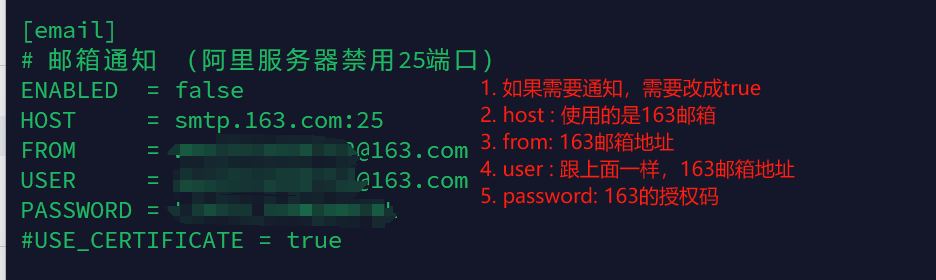 [email]
# 邮箱通知 (阿里服务器禁用25端口)
ENABLED = false
HOST = smtp.163.com:25
FROM = @163.com
USER = @163.com
PASSWORD =
#USE_CERTIFICATE = true
1. 如果需要通知，需要改成true
2. host : 使用的是163邮箱
3. from: 163邮箱地址
4. user : 跟上面一样，163邮箱地址
5. password: 163的授权码